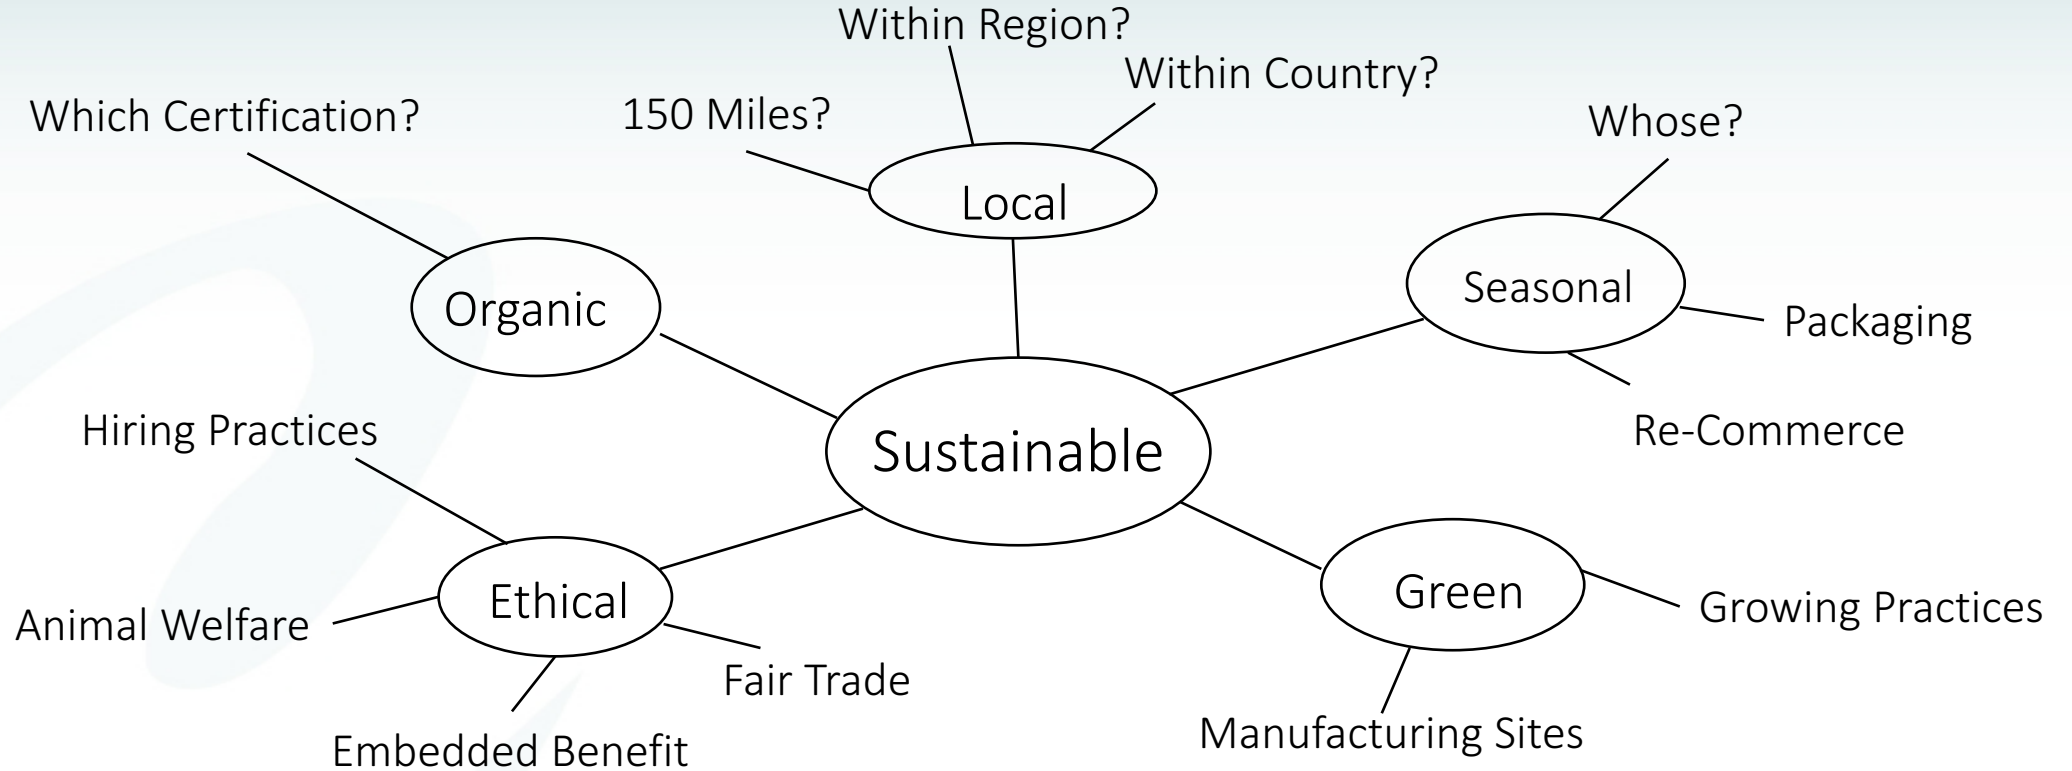 Within Region?
Within Country?
150 Miles?
Which Certification?
Whose?
Local
Seasonal
Organic
Packaging
Hiring Practices
Re-Commerce
Sustainable
Ethical
Green
Growing Practices
Animal Welfare
Fair Trade
Manufacturing Sites
Embedded Benefit